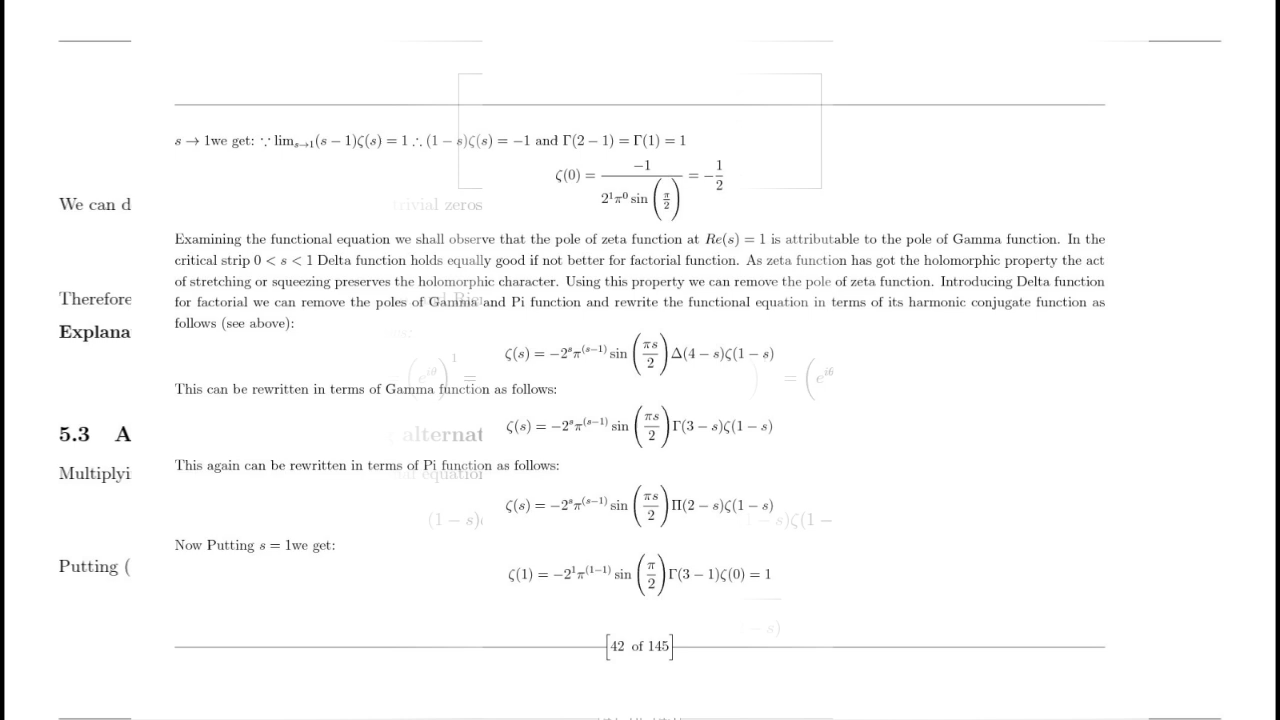 s → 1we get: ∵ lim_{s→1}(s − 1)ζ(s) = 1 ∴ (1 − s)ζ(s) = −1 and Γ(2 − 1) = Γ(1) = 1
ζ(0) = −1 / (2^1 π^0 sin (π/2)) = −1/2
We can d
trivial zeros
Examining the functional equation we shall observe that the pole of zeta function at Re(s) = 1 is attributable to the pole of Gamma function. In the
critical strip 0 < s < 1 Delta function holds equally good if not better for factorial function. As zeta function has got the holomorphic property the act
of stretching or squeezing preserves the holomorphic character. Using this property we can remove the pole of zeta function. Introducing Delta function
Therefore
for factorial we can remove the poles of Gamma and Pi function and rewrite the functional equation in terms of its harmonic conjugate function as
follows (see above):
Explana
ζ(s) = −2^s π^{(s−1)} sin (πs/2) Δ(4 − s)ζ(1 − s)
(e^{iθ})^1 =
This can be rewritten in terms of Gamma function as follows:
ζ(s) = −2^s π^{(s−1)} sin (πs/2) Γ(3 − s)ζ(1 − s)
5.3 A
alternat
This again can be rewritten in terms of Pi function as follows:
Multiplyi
equation
ζ(s) = −2^s π^{(s−1)} sin (πs/2) Π(2 − s)ζ(1 − s)
(1 − s)
− s)ζ(1 −
Now Putting s = 1we get:
Putting (
ζ(1) = −2^1 π^{(1−1)} sin (π/2) Γ(3 − 1)ζ(0) = 1
− s)
42 of 145